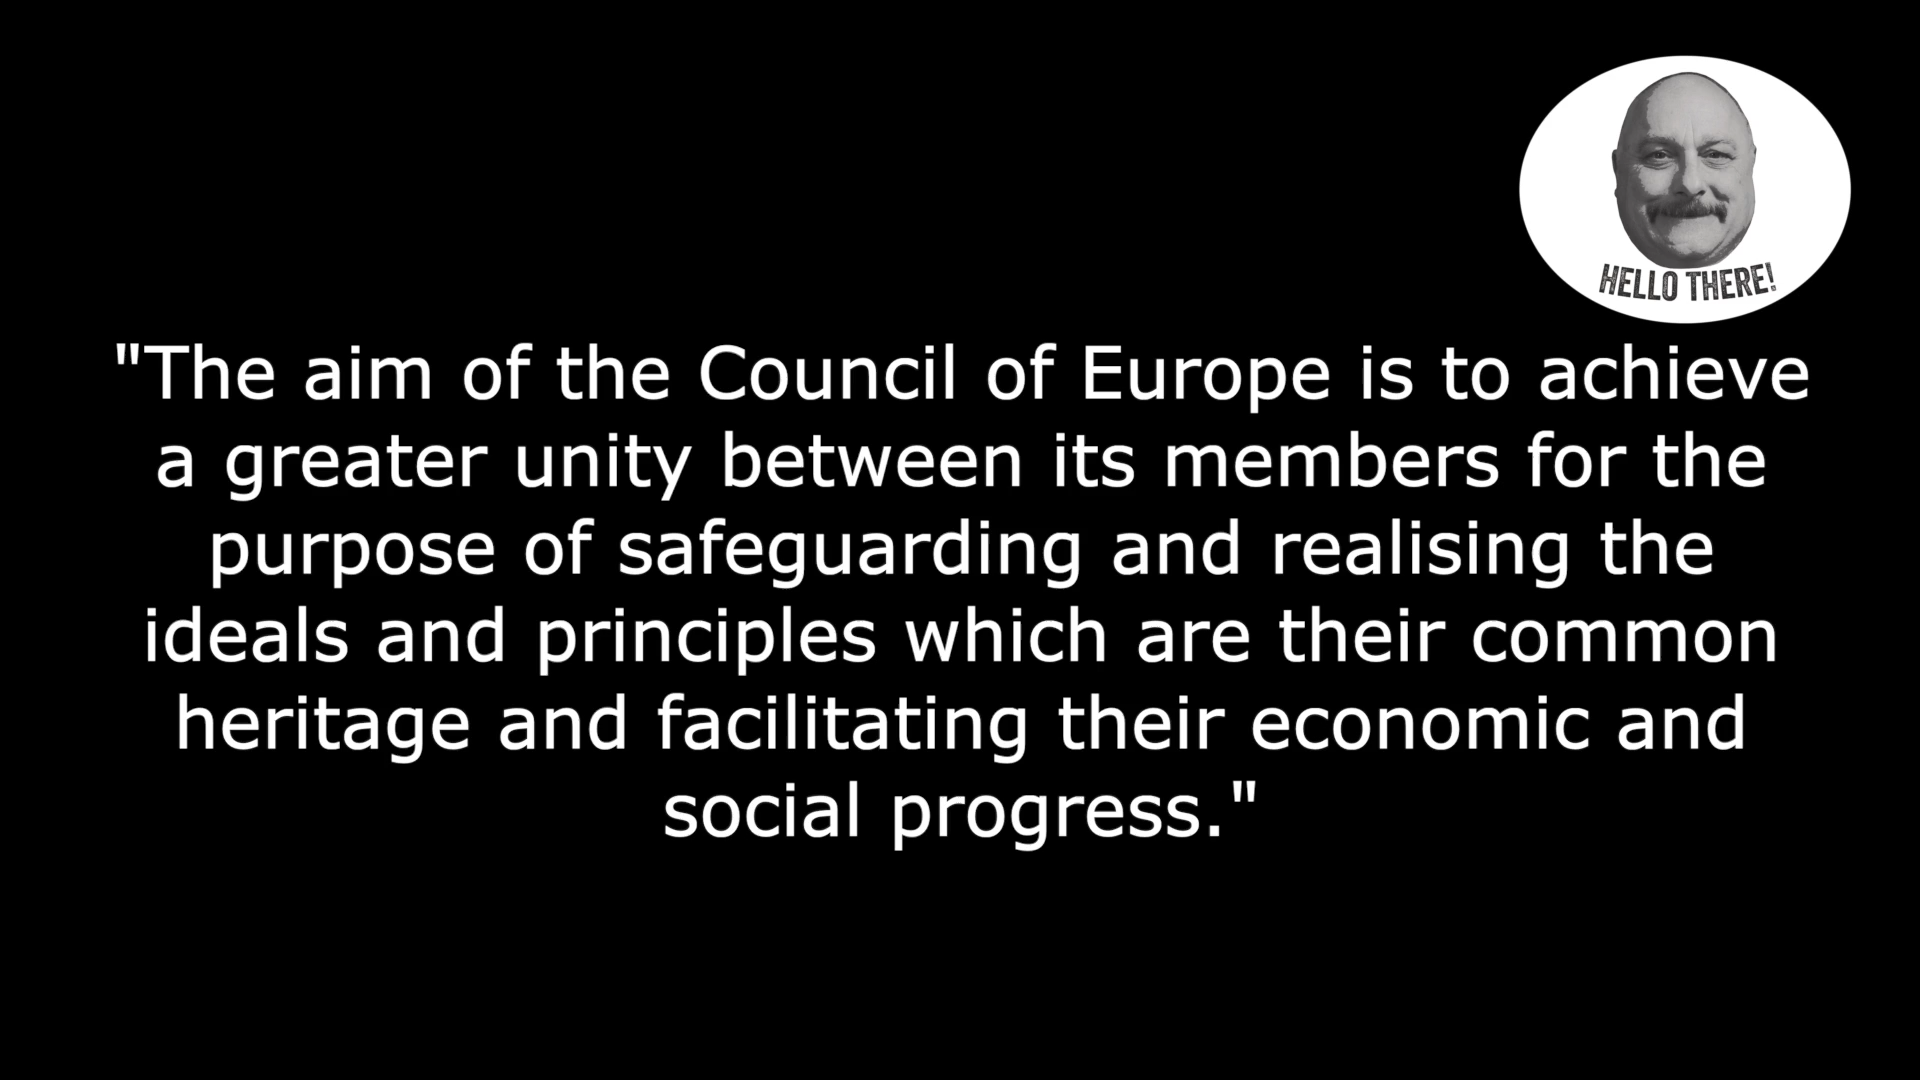 HELLO THERE!
"The aim of the Council of Europe is to achieve
a greater unity between its members for the
purpose of safeguarding and realising the
ideals and principles which are their common
heritage and facilitating their economic and
social progress."